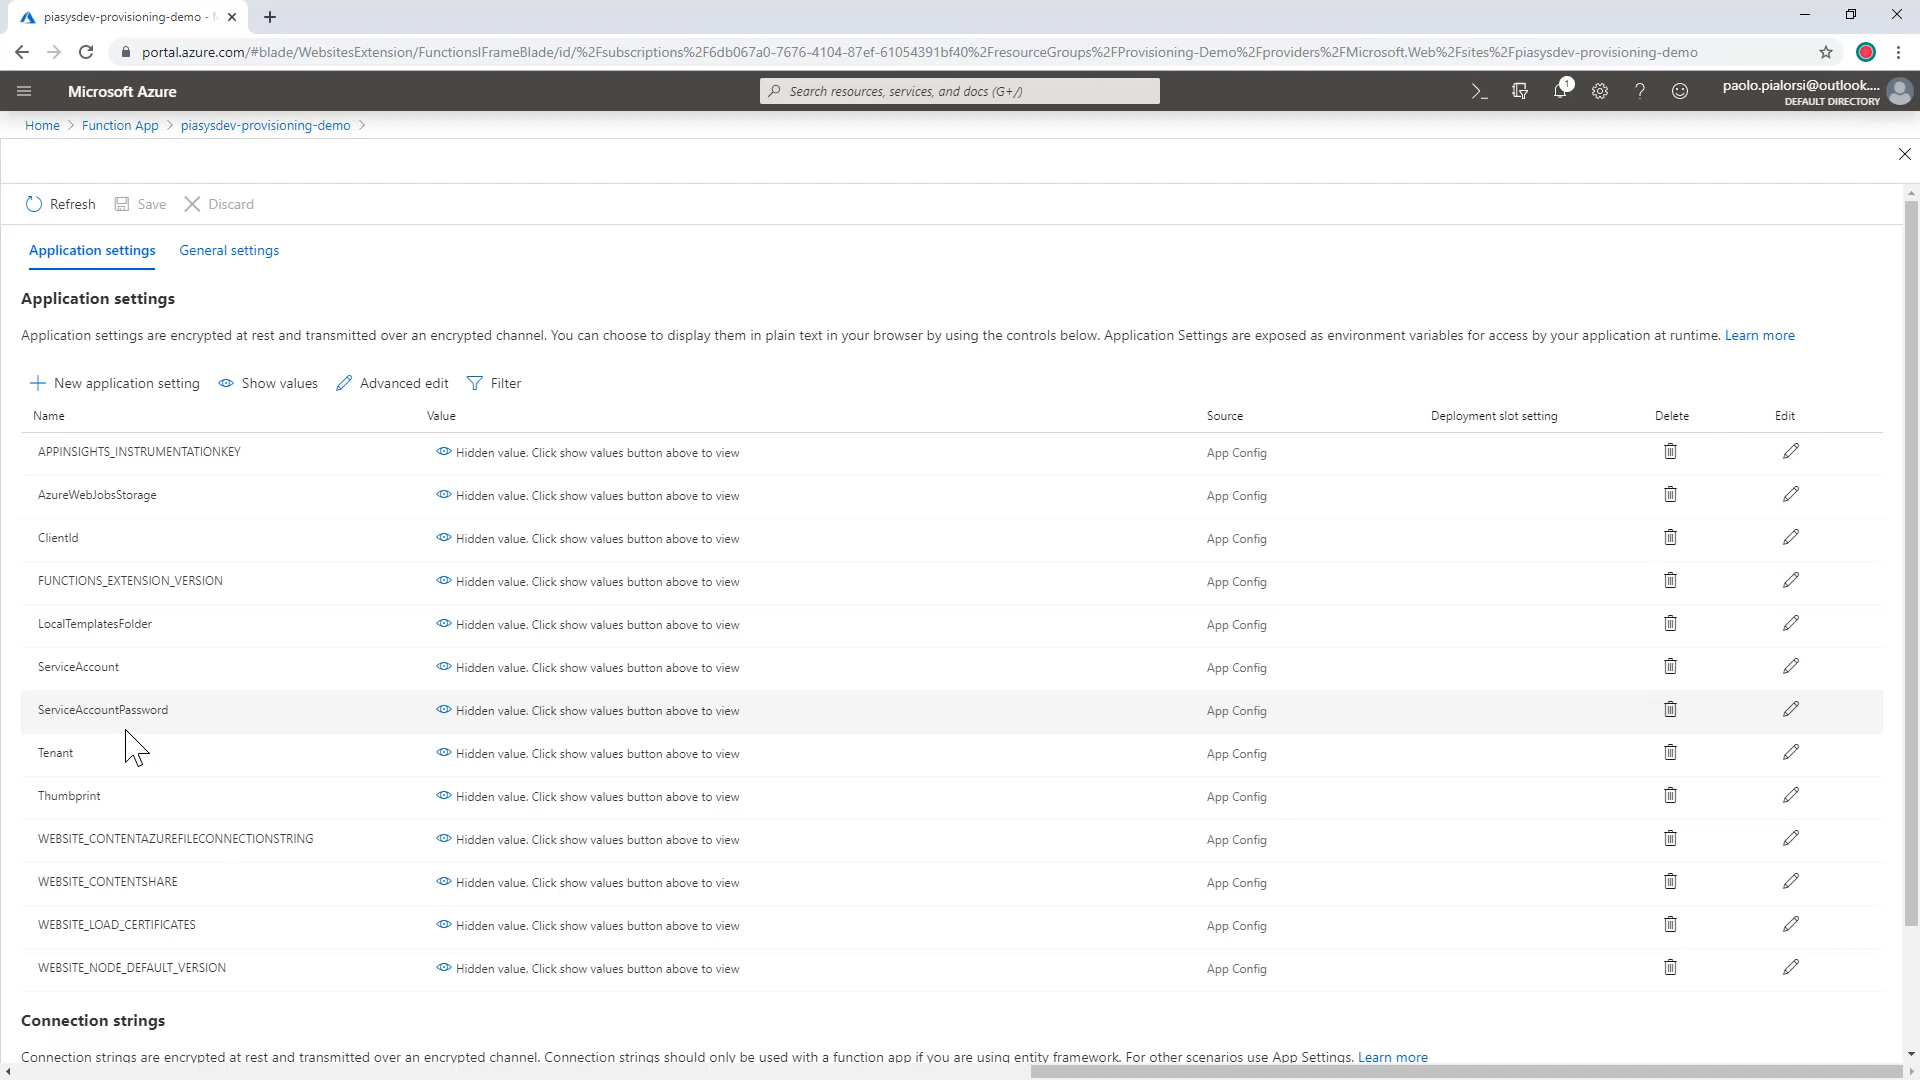 piasysdev-provisioning-demo -
portal.azure.com/#blade/WebsitesExtension/FunctionsIFrameBlade/id/%2Fsubscriptions%2F6db067a0-7676-4104-87ef-61054391bf40%2FresourceGroups%2FProvisioning-Demo%2Fproviders%2FMicrosoft.Web%2Fsites%2Fpiasysdev-provisioning-demo
Microsoft Azure
Search resources, services, and docs (G+/)
1
paolo.pialorsi@outlook....
DEFAULT DIRECTORY
Home > Function App > piasysdev-provisioning-demo >
Refresh Save Discard
Application settings General settings
Application settings
Application settings are encrypted at rest and transmitted over an encrypted channel. You can choose to display them in plain text in your browser by using the controls below. Application Settings are exposed as environment variables for access by your application at runtime. Learn more
New application setting Show values Advanced edit Filter
Name Value Source Deployment slot setting Delete Edit
APPINSIGHTS_INSTRUMENTATIONKEY Hidden value. Click show values button above to view App Config
AzureWebJobsStorage Hidden value. Click show values button above to view App Config
ClientId Hidden value. Click show values button above to view App Config
FUNCTIONS_EXTENSION_VERSION Hidden value. Click show values button above to view App Config
LocalTemplatesFolder Hidden value. Click show values button above to view App Config
ServiceAccount Hidden value. Click show values button above to view App Config
ServiceAccountPassword Hidden value. Click show values button above to view App Config
Tenant Hidden value. Click show values button above to view App Config
Thumbprint Hidden value. Click show values button above to view App Config
WEBSITE_CONTENTAZUREFILECONNECTIONSTRING Hidden value. Click show values button above to view App Config
WEBSITE_CONTENTSHARE Hidden value. Click show values button above to view App Config
WEBSITE_LOAD_CERTIFICATES Hidden value. Click show values button above to view App Config
WEBSITE_NODE_DEFAULT_VERSION Hidden value. Click show values button above to view App Config
Connection strings
Connection strings are encrypted at rest and transmitted over an encrypted channel. Connection strings should only be used with a function app if you are using entity framework. For other scenarios use App Settings. Learn more